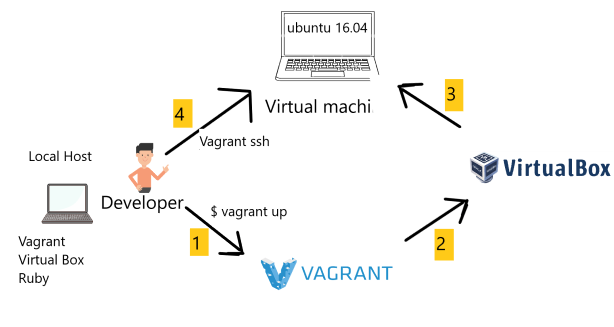 ubuntu 16.04
Virtual machi
4
3
Vagrant ssh
Local Host
VirtualBox
Developer
$ vagrant up
1
2
Vagrant
Virtual Box
Ruby
VAGRANT